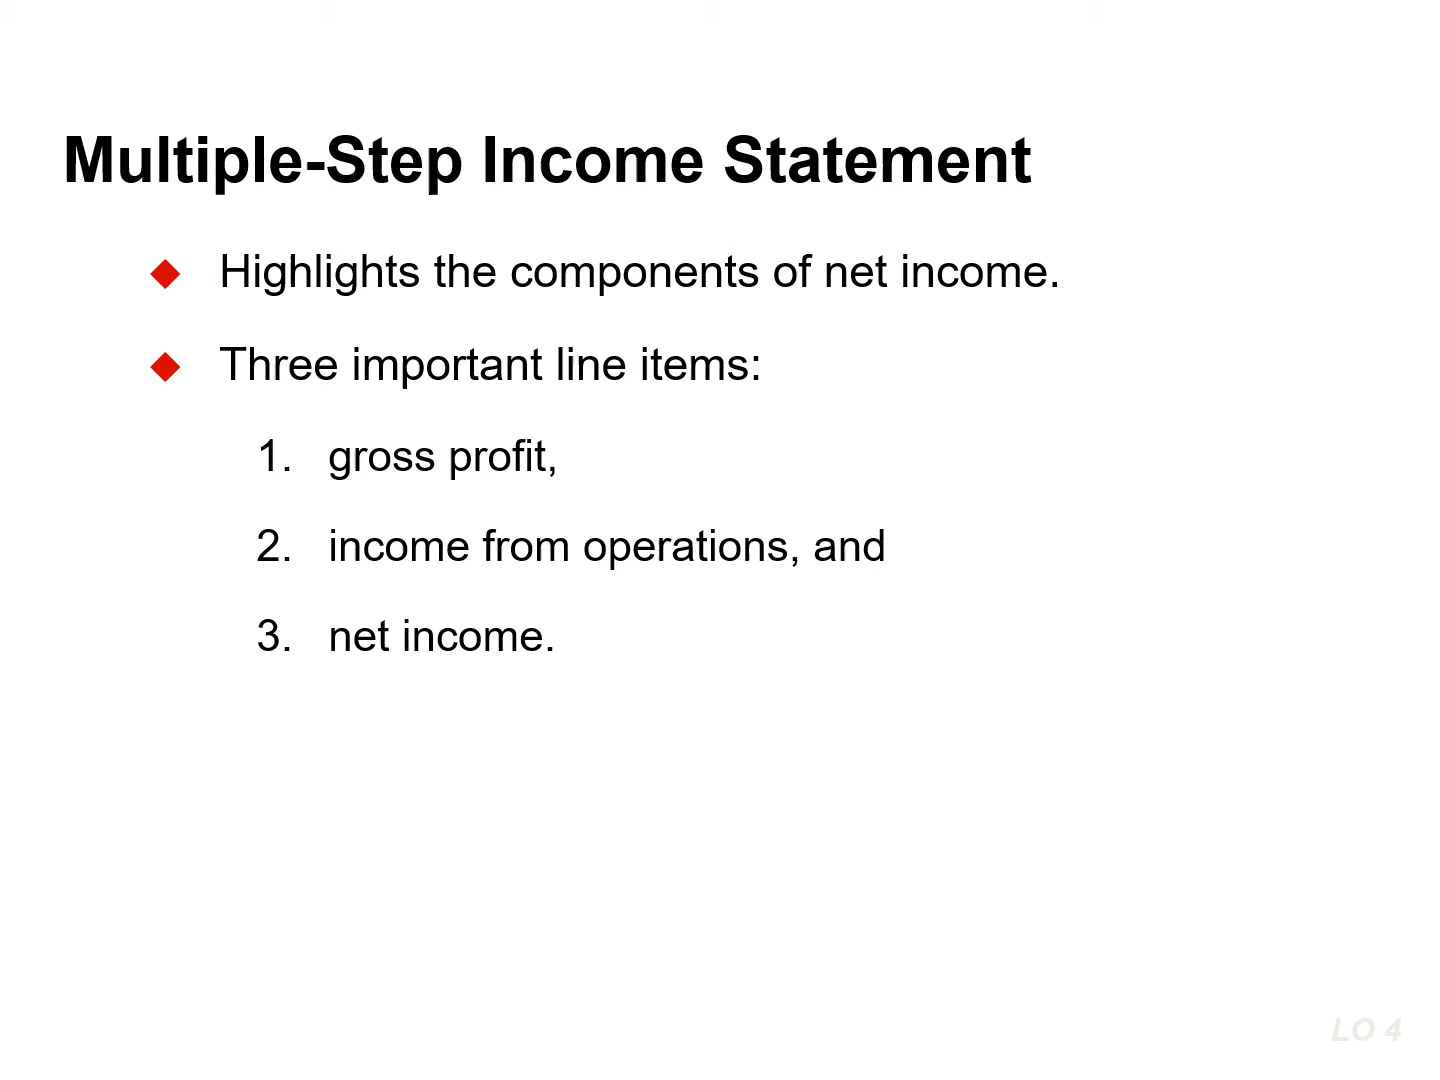 Multiple-Step Income Statement
Highlights the components of net income.
Three important line items:
1. gross profit,
2. income from operations, and
3. net income.
LO 4